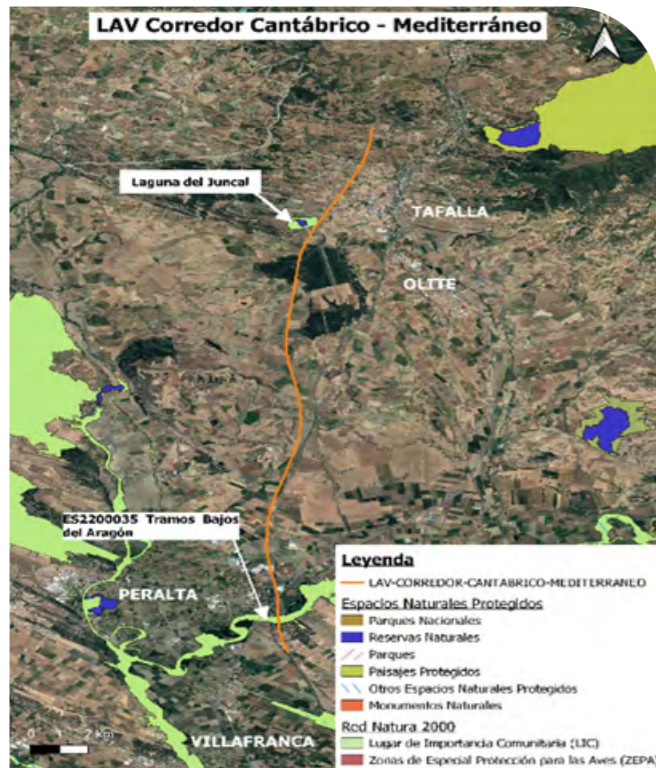 LAV Corredor Cantábrico - Mediterráneo
N
Laguna del Juncal
TAFALLA
OLITE
ES2200035 Tramos Bajos
del Aragón
PERALTA
VILLAFRANCA
0 1 2 km
Leyenda
LAV-CORREDOR-CANTABRICO-MEDITERRANEO
Espacios Naturales Protegidos
Parques Nacionales
Reservas Naturales
Parques
Paisajes Protegidos
Otros Espacios Naturales Protegidos
Monumentos Naturales
Red Natura 2000
Lugar de Importancia Comunitaria (LIC)
Zonas de Especial Protección para las Aves (ZEPA)